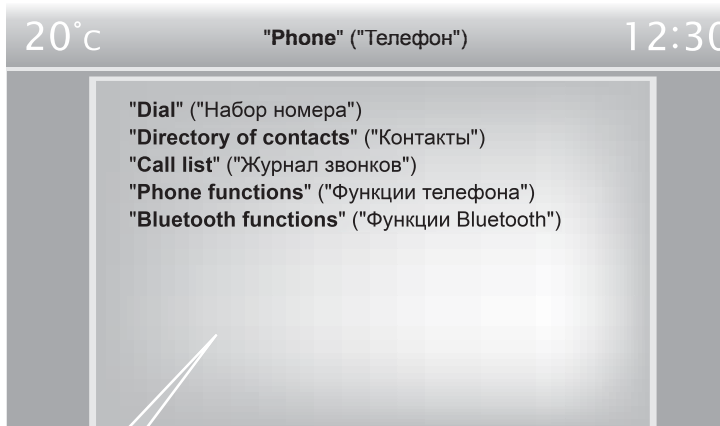 20°C "Phone" ("Телефон") 12:30
"Dial" ("Набор номера")
"Directory of contacts" ("Контакты")
"Call list" ("Журнал звонков")
"Phone functions" ("Функции телефона")
"Bluetooth functions" ("Функции Bluetooth")